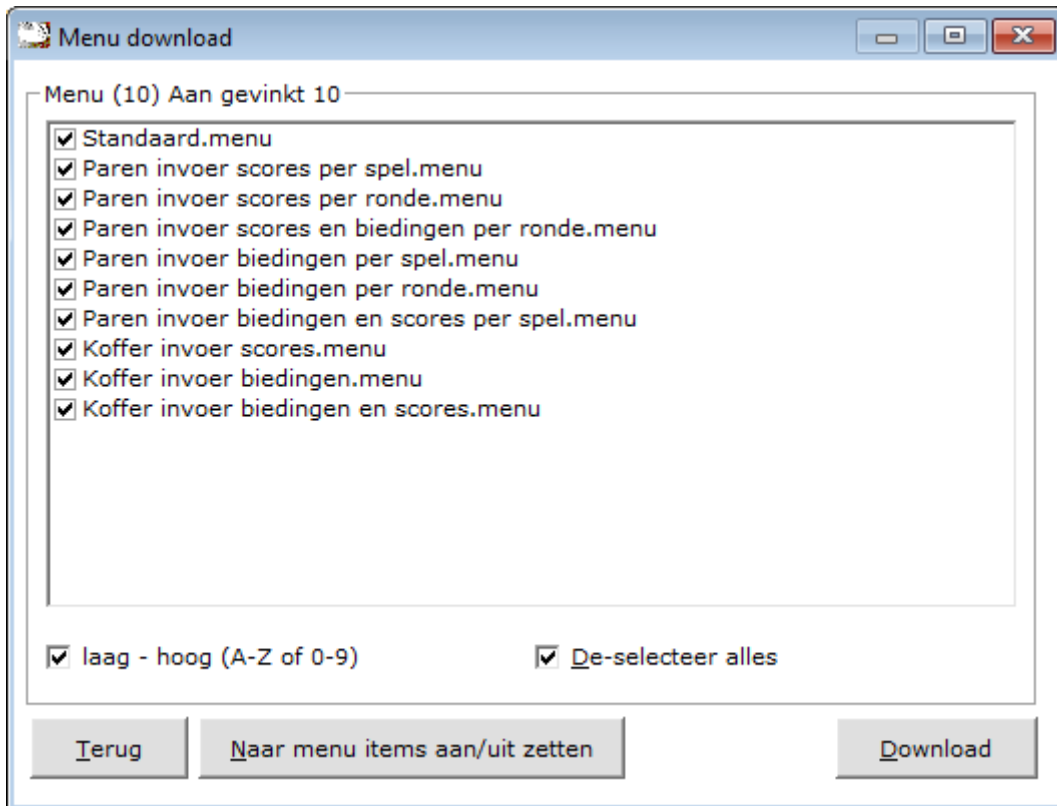 Menu download
Menu (10) Aan gevinkt 10
Standaard.menu
Paren invoer scores per spel.menu
Paren invoer scores per ronde.menu
Paren invoer scores en biedingen per ronde.menu
Paren invoer biedingen per spel.menu
Paren invoer biedingen per ronde.menu
Paren invoer biedingen en scores per spel.menu
Koffer invoer scores.menu
Koffer invoer biedingen.menu
Koffer invoer biedingen en scores.menu
laag - hoog (A-Z of 0-9) De-selecteer alles
Terug Naar menu items aan/uit zetten Download